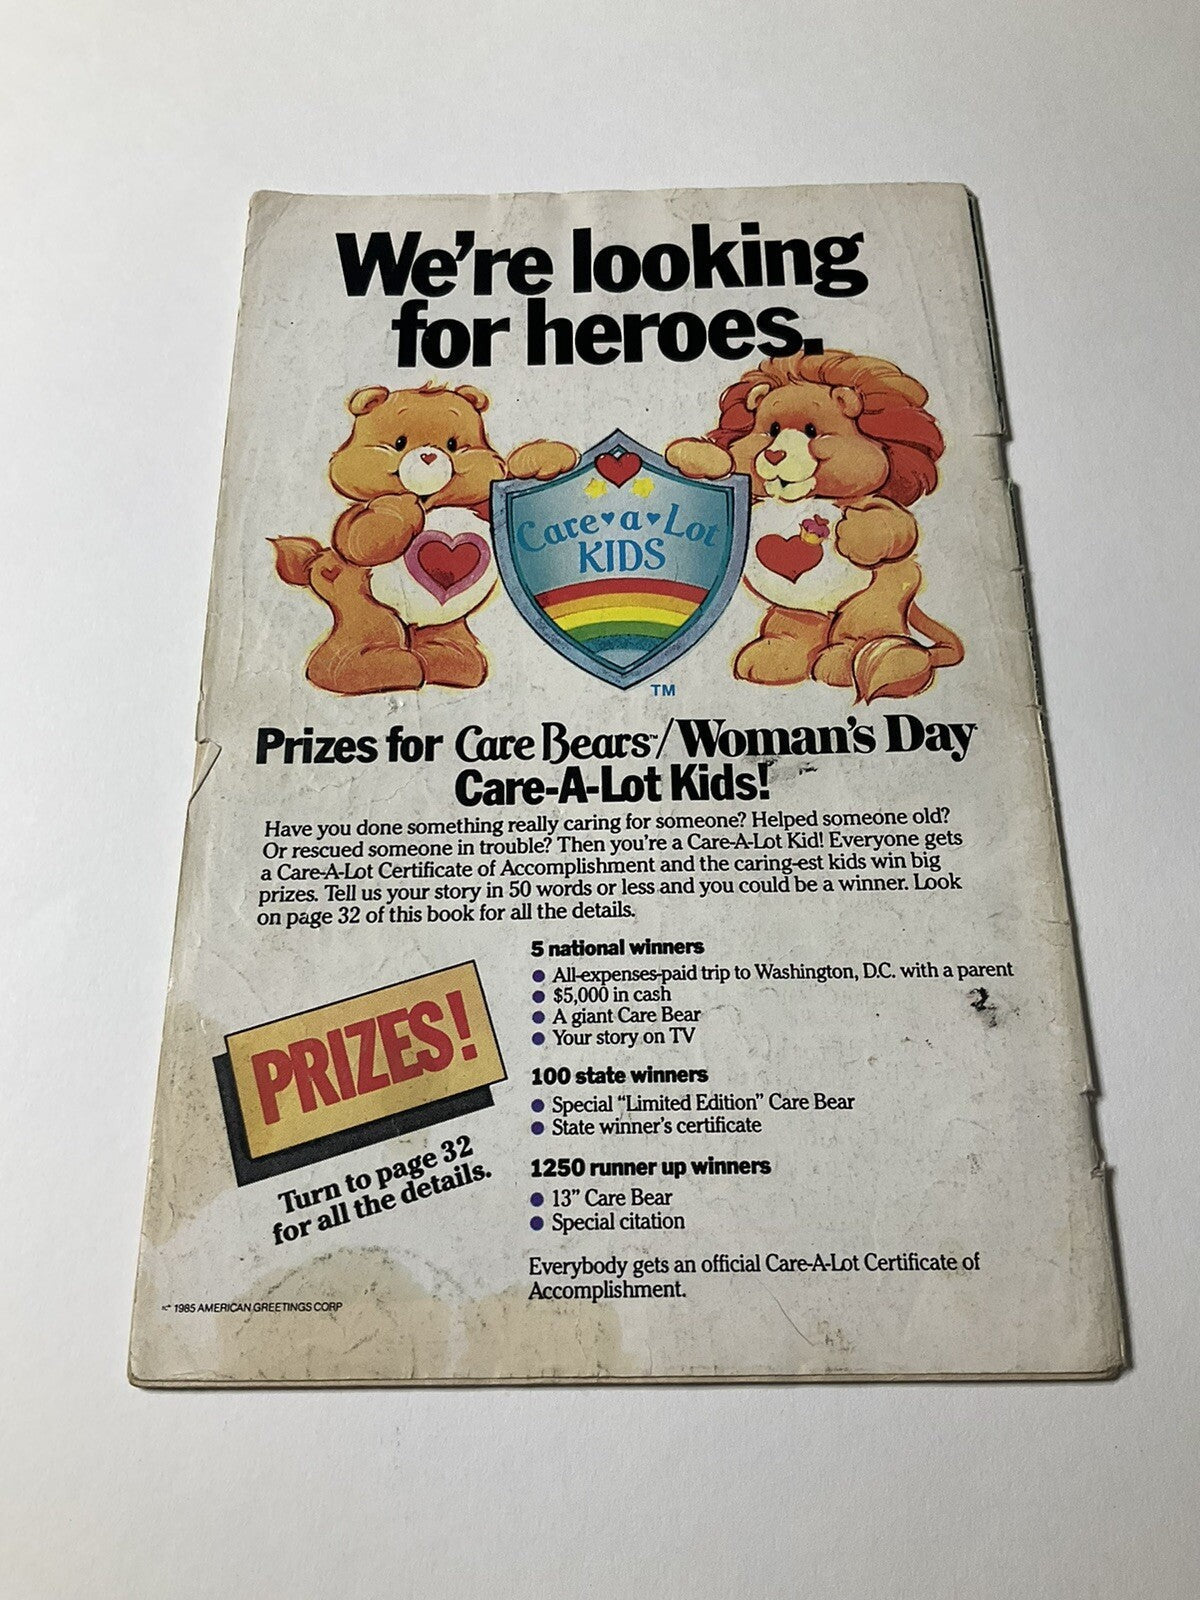 We're looking
for heroes.
Care♥a♥Lot
KIDS
TM
Prizes for Care Bears™/Woman's Day
Care-A-Lot Kids!
Have you done something really caring for someone? Helped someone old?
Or rescued someone in trouble? Then you're a Care-A-Lot Kid! Everyone gets
a Care-A-Lot Certificate of Accomplishment and the caring-est kids win big
prizes. Tell us your story in 50 words or less and you could be a winner. Look
on page 32 of this book for all the details.
PRIZES!
Turn to page 32
for all the details.
5 national winners
● All-expenses-paid trip to Washington, D.C. with a parent
● $5,000 in cash
● A giant Care Bear
● Your story on TV
100 state winners
● Special “Limited Edition” Care Bear
● State winner's certificate
1250 runner up winners
● 13” Care Bear
● Special citation
Everybody gets an official Care-A-Lot Certificate of
Accomplishment.
© 1985 AMERICAN GREETINGS CORP